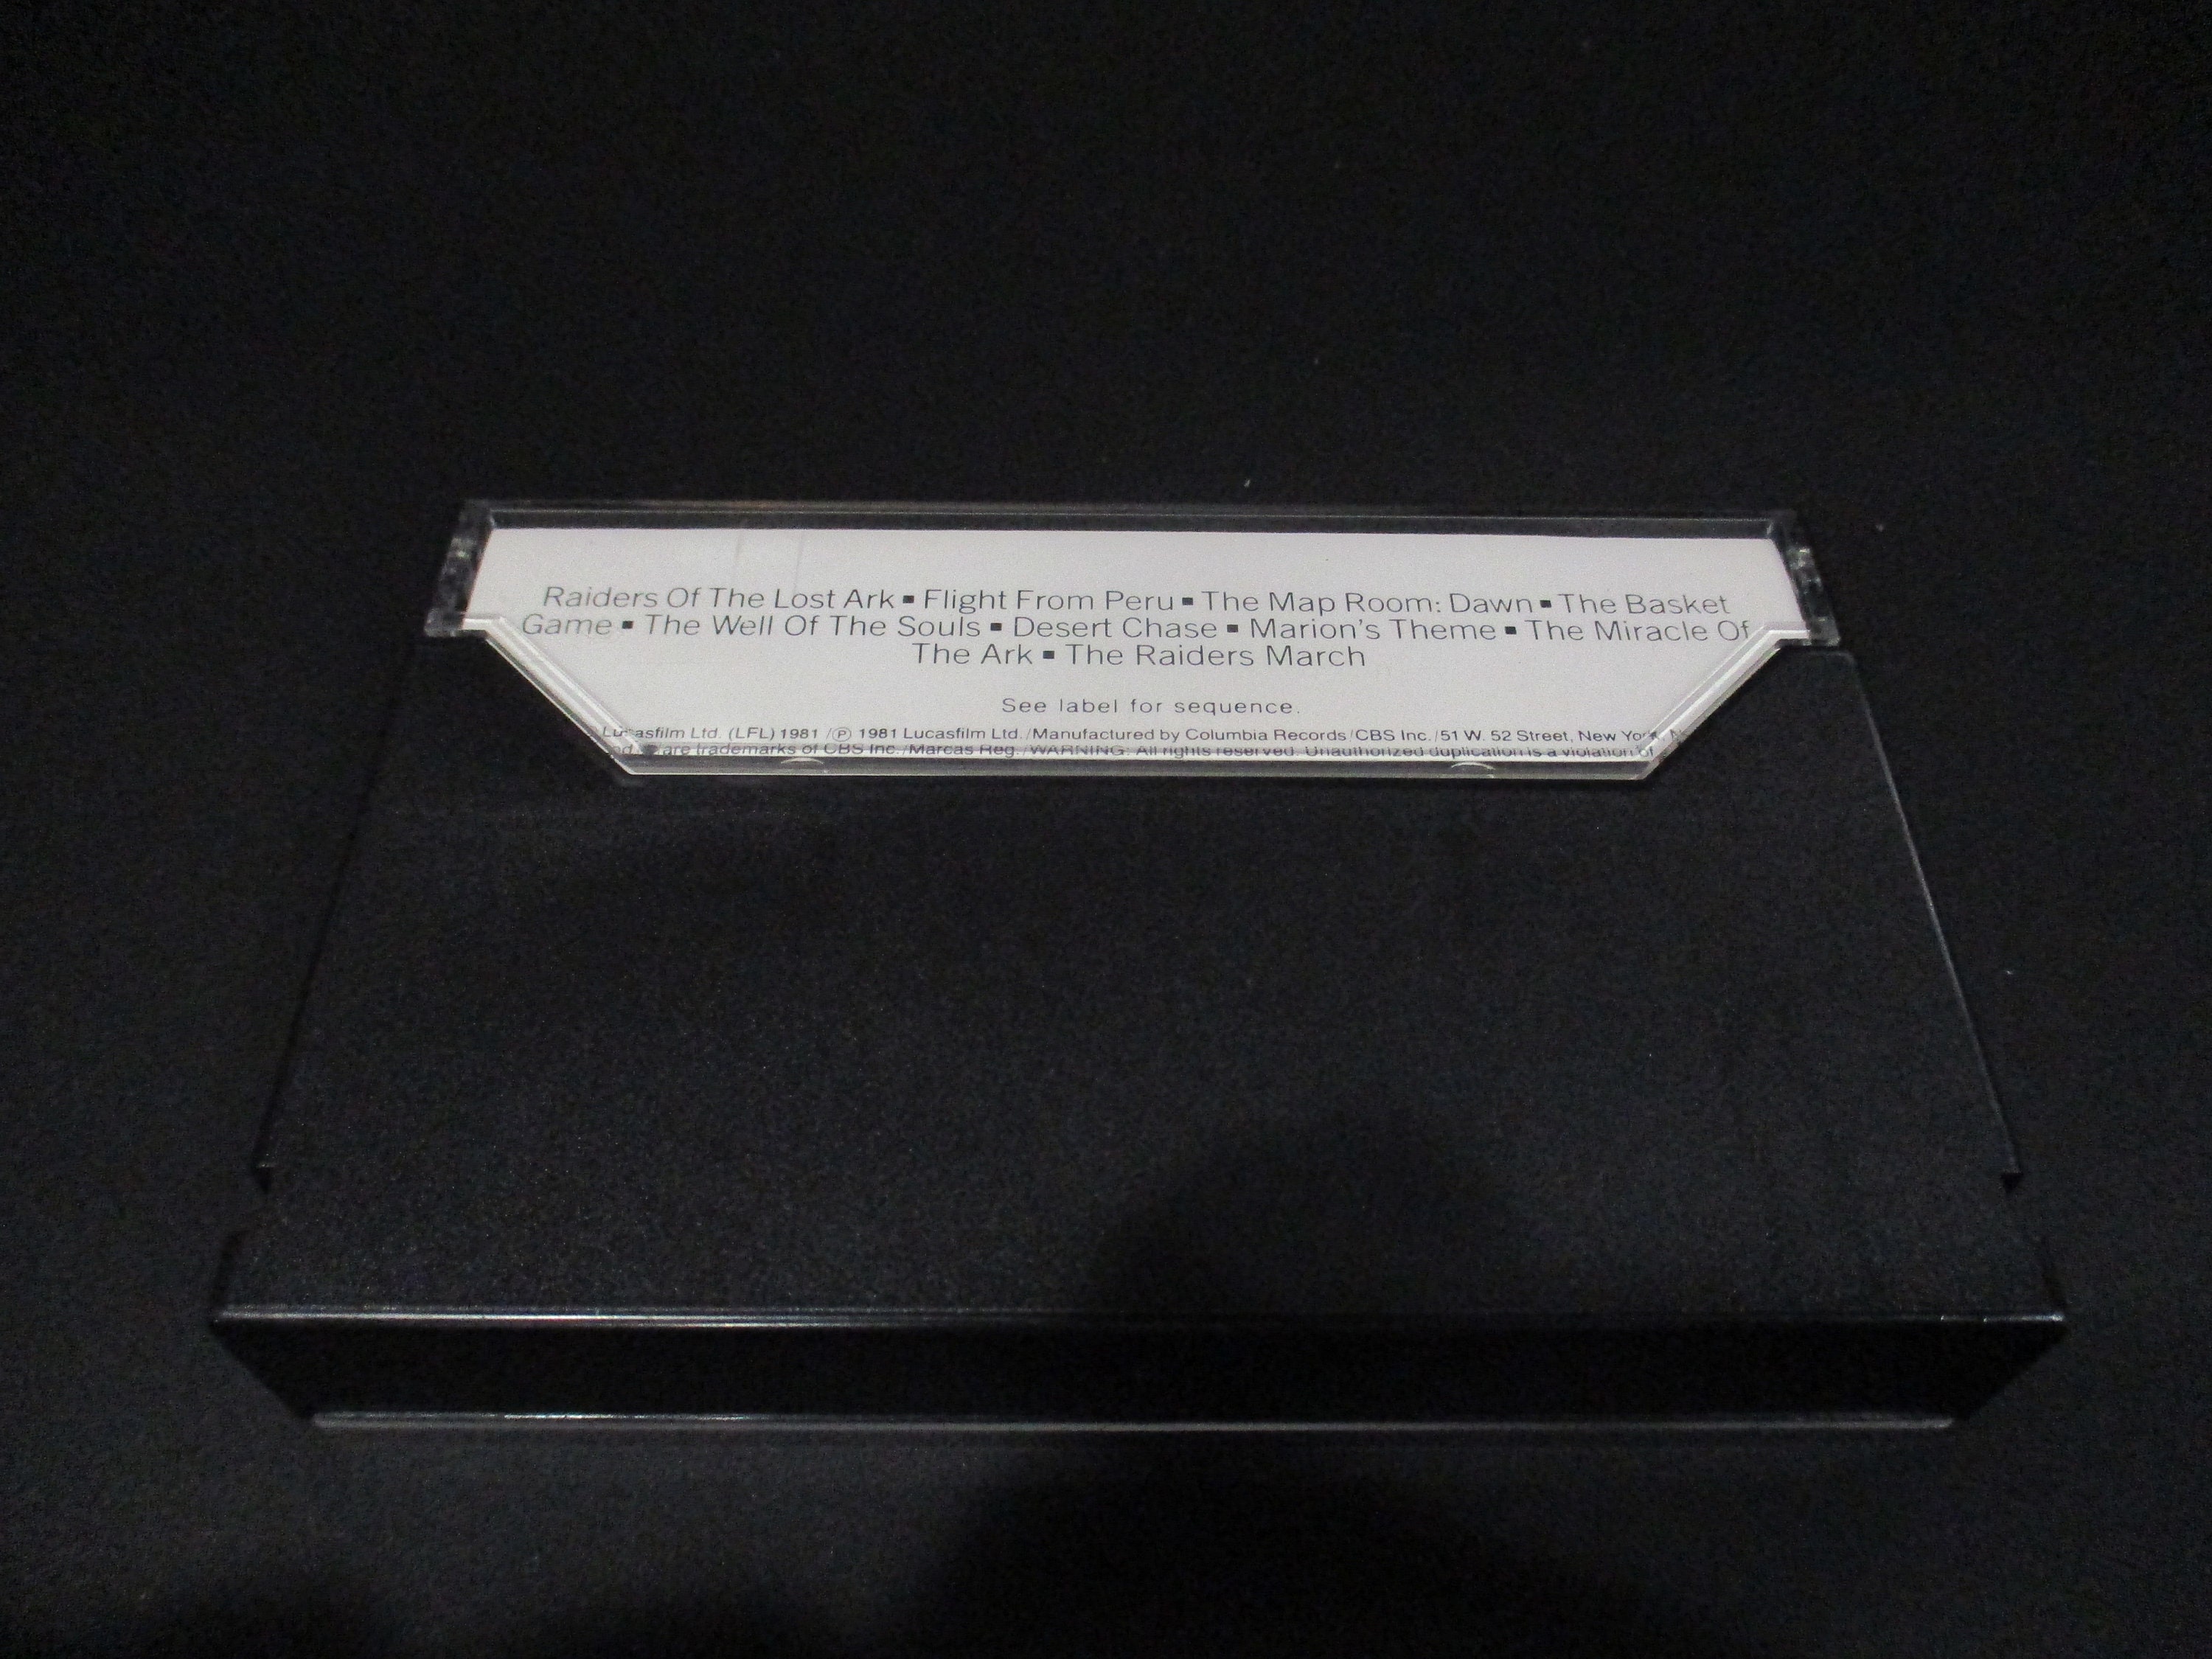 Raiders Of The Lost Ark ▪ Flight From Peru ▪ The Map Room: Dawn ▪ The Basket
Game ▪ The Well Of The Souls ▪ Desert Chase ▪ Marion's Theme ▪ The Miracle Of
The Ark ▪ The Raiders March
See label for sequence.
Lucasfilm Ltd. (LFL) 1981 /Ⓟ 1981 Lucasfilm Ltd./Manufactured by Columbia Records/CBS Inc./51 W. 52 Street, New York,
are trademarks of CBS Inc./Marcas Reg./WARNING: All rights reserved. Unauthorized duplication is a violation of